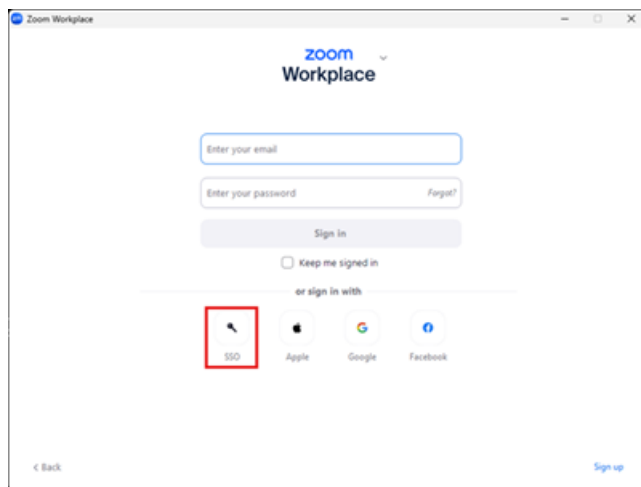 Zoom Workplace
zoom
Workplace
Enter your email
Enter your password Forgot?
Sign in
Keep me signed in
or sign in with
SSO Apple Google Facebook
< Back Sign up